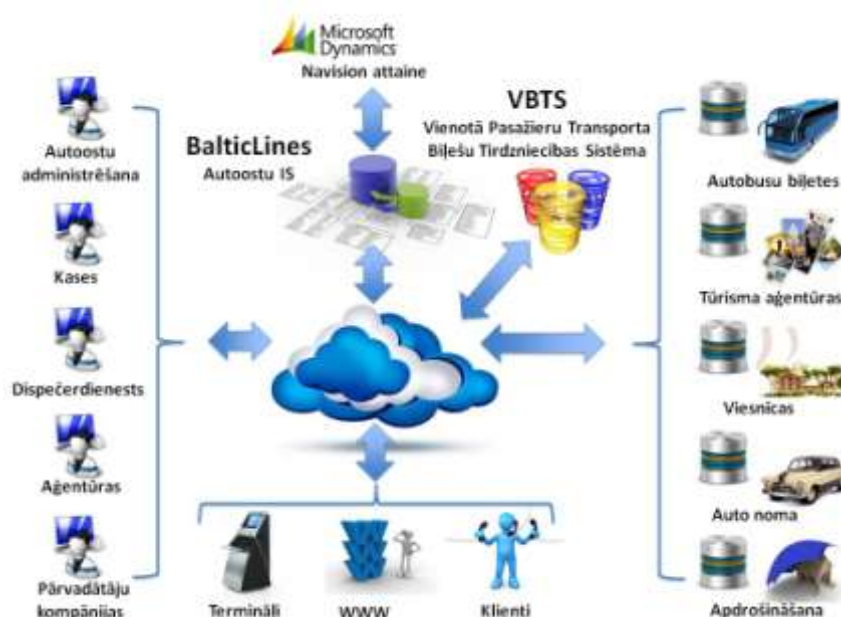 Microsoft
Dynamics
Navision attaine
BalticLines
Autoostu IS
VBTS
Vienotā Pasažieru Transporta
Biļešu Tirdzniecības Sistēma
Autoostu
administrēšana
Kases
Dispečerdienests
Aģentūras
Pārvadātāju
kompānijas
Termināli
WWW
Klienti
Autobusu biļetes
Tūrisma aģentūras
Viesnīcas
Auto noma
Apdrošināšana